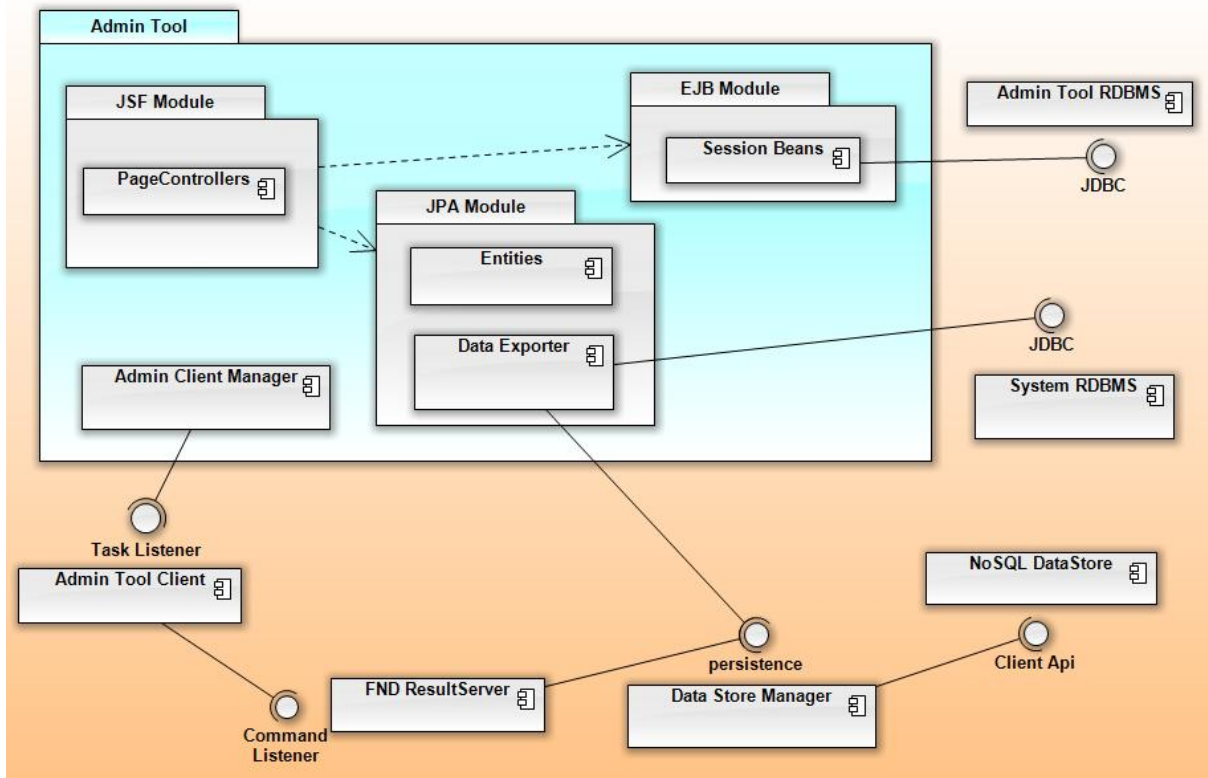 Admin Tool
JSF Module
PageControllers
EJB Module
Session Beans
Admin Tool RDBMS
JDBC
JPA Module
Entities
Data Exporter
JDBC
Admin Client Manager
System RDBMS
Task Listener
Admin Tool Client
NoSQL DataStore
persistence
Client Api
FND ResultServer
Data Store Manager
Command
Listener